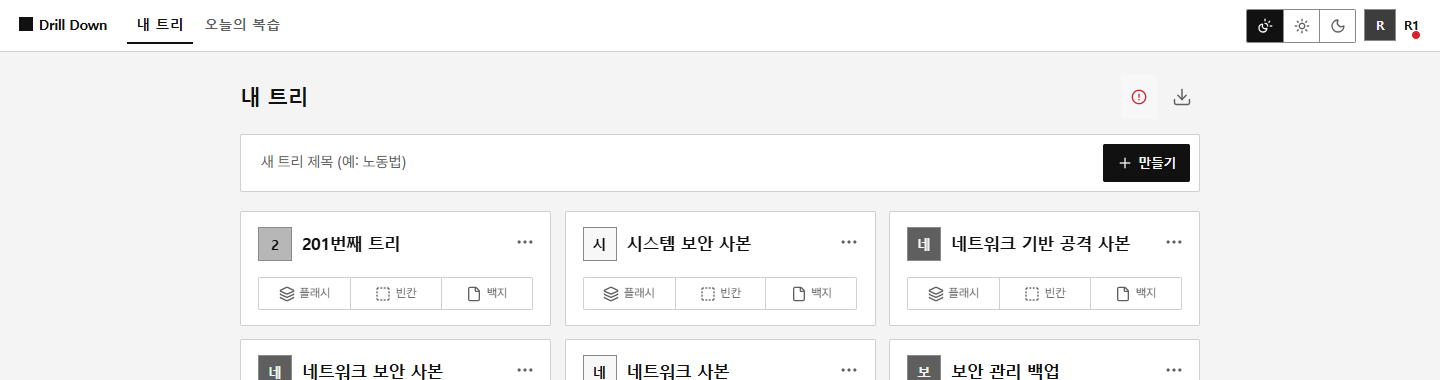 Drill Down 내 트리 오늘의 복습 R R1
내 트리
새 트리 제목 (예: 노동법) 만들기
2 201번째 트리 시 시스템 보안 사본 네 네트워크 기반 공격 사본
플래시 빈칸 백지 플래시 빈칸 백지 플래시 빈칸 백지
네 네트워크 보안 사본 네 네트워크 사본 보 보안 관리 백업